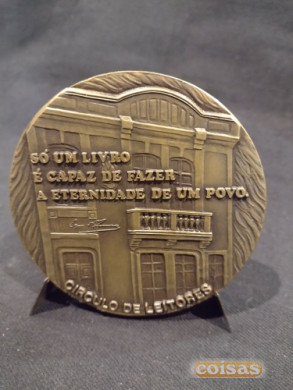 SÓ UM LIVRO
É CAPAZ DE FAZER
A ETERNIDADE DE UM POVO.
CIRCULO DE LEITORES
coisas